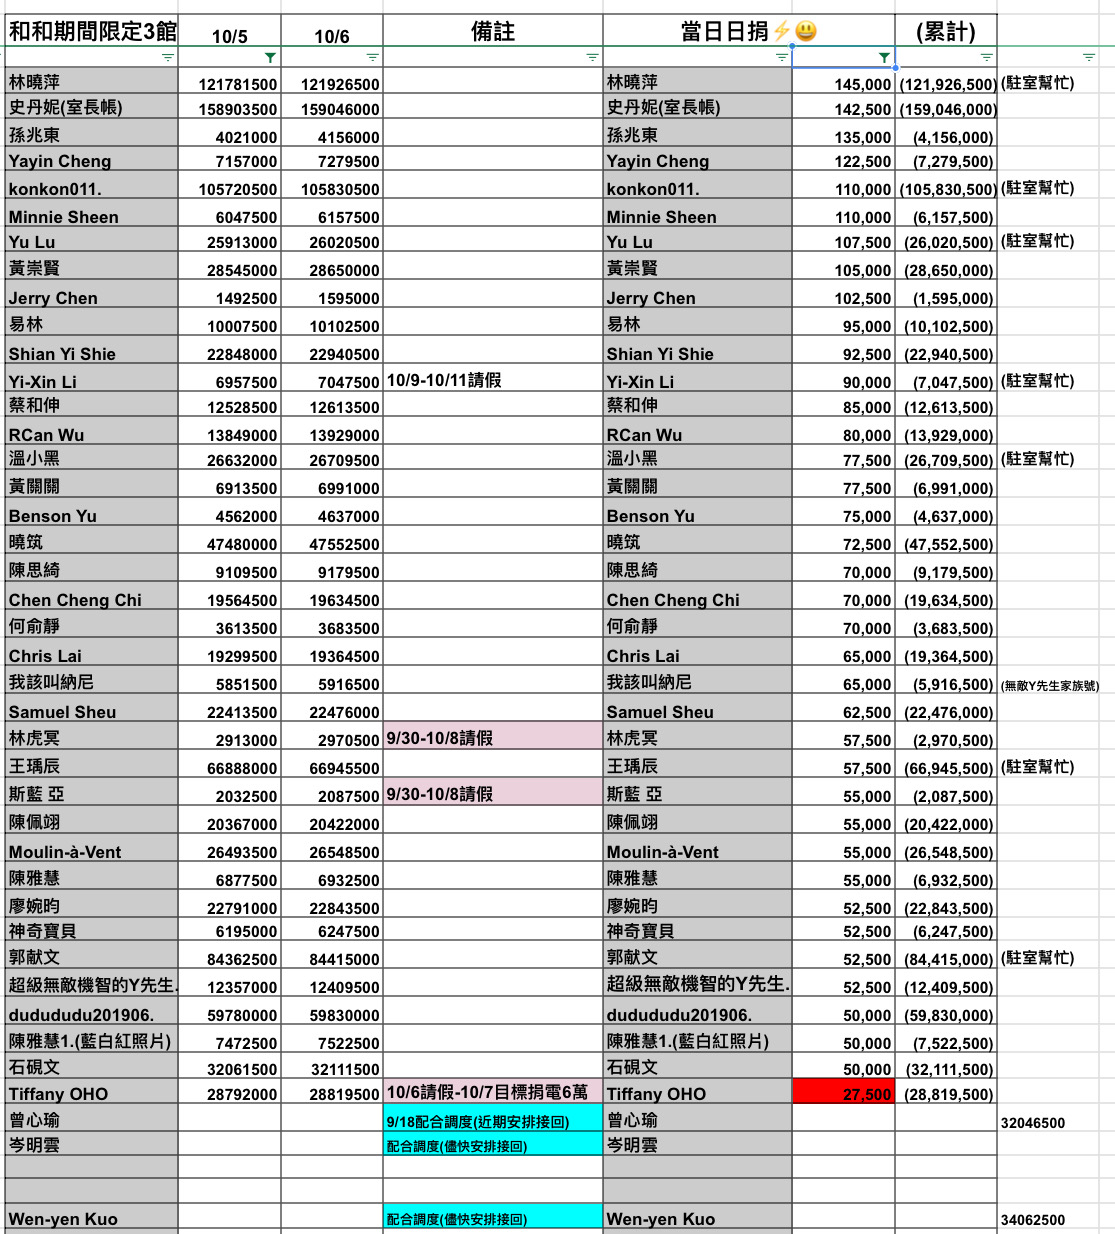 和和期間限定3館 10/5 10/6 備註 當日日捐⚡😃 (累計)
林曉萍 121781500 121926500 林曉萍 145,000 (121,926,500) (駐室幫忙)
史丹妮(室長帳) 158903500 159046000 史丹妮(室長帳) 142,500 (159,046,000)
孫兆東 4021000 4156000 孫兆東 135,000 (4,156,000)
Yayin Cheng 7157000 7279500 Yayin Cheng 122,500 (7,279,500)
konkon011. 105720500 105830500 konkon011. 110,000 (105,830,500) (駐室幫忙)
Minnie Sheen 6047500 6157500 Minnie Sheen 110,000 (6,157,500)
Yu Lu 25913000 26020500 Yu Lu 107,500 (26,020,500) (駐室幫忙)
黃崇賢 28545000 28650000 黃崇賢 105,000 (28,650,000)
Jerry Chen 1492500 1595000 Jerry Chen 102,500 (1,595,000)
易林 10007500 10102500 易林 95,000 (10,102,500)
Shian Yi Shie 22848000 22940500 Shian Yi Shie 92,500 (22,940,500)
Yi-Xin Li 6957500 7047500 10/9-10/11請假 Yi-Xin Li 90,000 (7,047,500) (駐室幫忙)
蔡和伸 12528500 12613500 蔡和伸 85,000 (12,613,500)
RCan Wu 13849000 13929000 RCan Wu 80,000 (13,929,000)
溫小黑 26632000 26709500 溫小黑 77,500 (26,709,500) (駐室幫忙)
黃關關 6913500 6991000 黃關關 77,500 (6,991,000)
Benson Yu 4562000 4637000 Benson Yu 75,000 (4,637,000)
曉筑 47480000 47552500 曉筑 72,500 (47,552,500)
陳思綺 9109500 9179500 陳思綺 70,000 (9,179,500)
Chen Cheng Chi 19564500 19634500 Chen Cheng Chi 70,000 (19,634,500)
何俞靜 3613500 3683500 何俞靜 70,000 (3,683,500)
Chris Lai 19299500 19364500 Chris Lai 65,000 (19,364,500)
我該叫納尼 5851500 5916500 我該叫納尼 65,000 (5,916,500) (無敵Y先生家族號)
Samuel Sheu 22413500 22476000 Samuel Sheu 62,500 (22,476,000)
林虎冥 2913000 2970500 9/30-10/8請假 林虎冥 57,500 (2,970,500)
王瑀辰 66888000 66945500 王瑀辰 57,500 (66,945,500) (駐室幫忙)
斯藍 亞 2032500 2087500 9/30-10/8請假 斯藍 亞 55,000 (2,087,500)
陳佩翊 20367000 20422000 陳佩翊 55,000 (20,422,000)
Moulin-à-Vent 26493500 26548500 Moulin-à-Vent 55,000 (26,548,500)
陳雅慧 6877500 6932500 陳雅慧 55,000 (6,932,500)
廖婉昀 22791000 22843500 廖婉昀 52,500 (22,843,500)
神奇寶貝 6195000 6247500 神奇寶貝 52,500 (6,247,500)
郭献文 84362500 84415000 郭献文 52,500 (84,415,000) (駐室幫忙)
超級無敵機智的Y先生. 12357000 12409500 超級無敵機智的Y先生. 52,500 (12,409,500)
dudududu201906. 59780000 59830000 dudududu201906. 50,000 (59,830,000)
陳雅慧1.(藍白紅照片) 7472500 7522500 陳雅慧1.(藍白紅照片) 50,000 (7,522,500)
石硯文 32061500 32111500 石硯文 50,000 (32,111,500)
Tiffany OHO 28792000 28819500 10/6請假-10/7目標捐電6萬 Tiffany OHO 27,500 (28,819,500)
曾心瑜 9/18配合調度(近期安排接回) 曾心瑜 32046500
岑明雲 配合調度(儘快安排接回) 岑明雲
Wen-yen Kuo 配合調度(儘快安排接回) Wen-yen Kuo 34062500